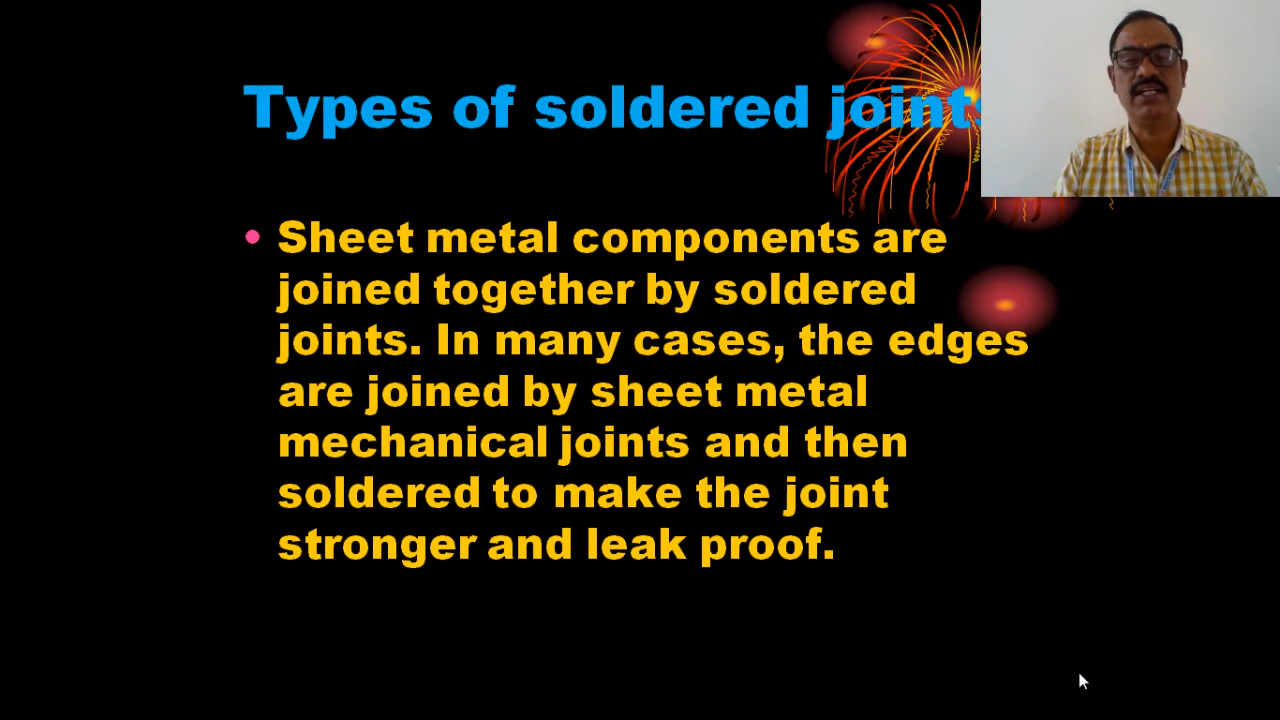 Types of soldered joints
• Sheet metal components are
joined together by soldered
joints. In many cases, the edges
are joined by sheet metal
mechanical joints and then
soldered to make the joint
stronger and leak proof.